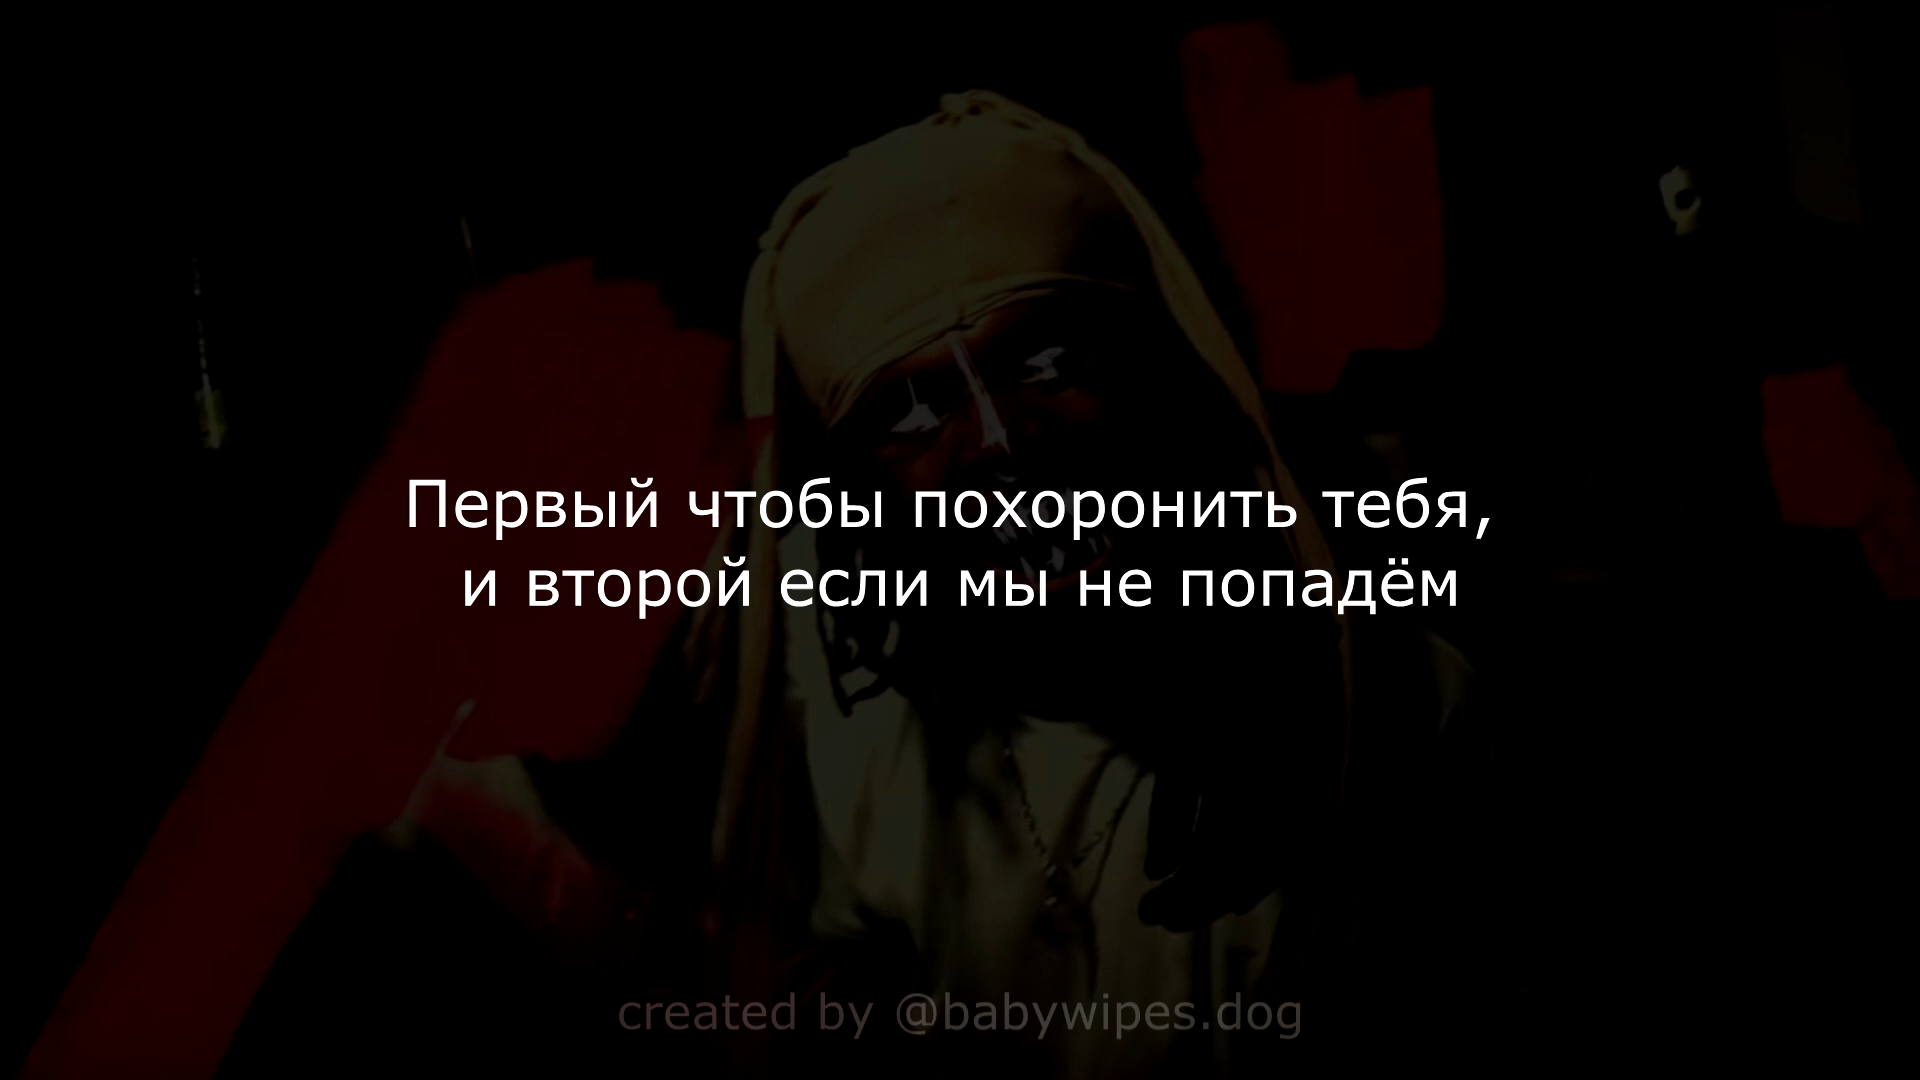 Первый чтобы похоронить тебя,
и второй если мы не попадём
created by @babywipes.dog